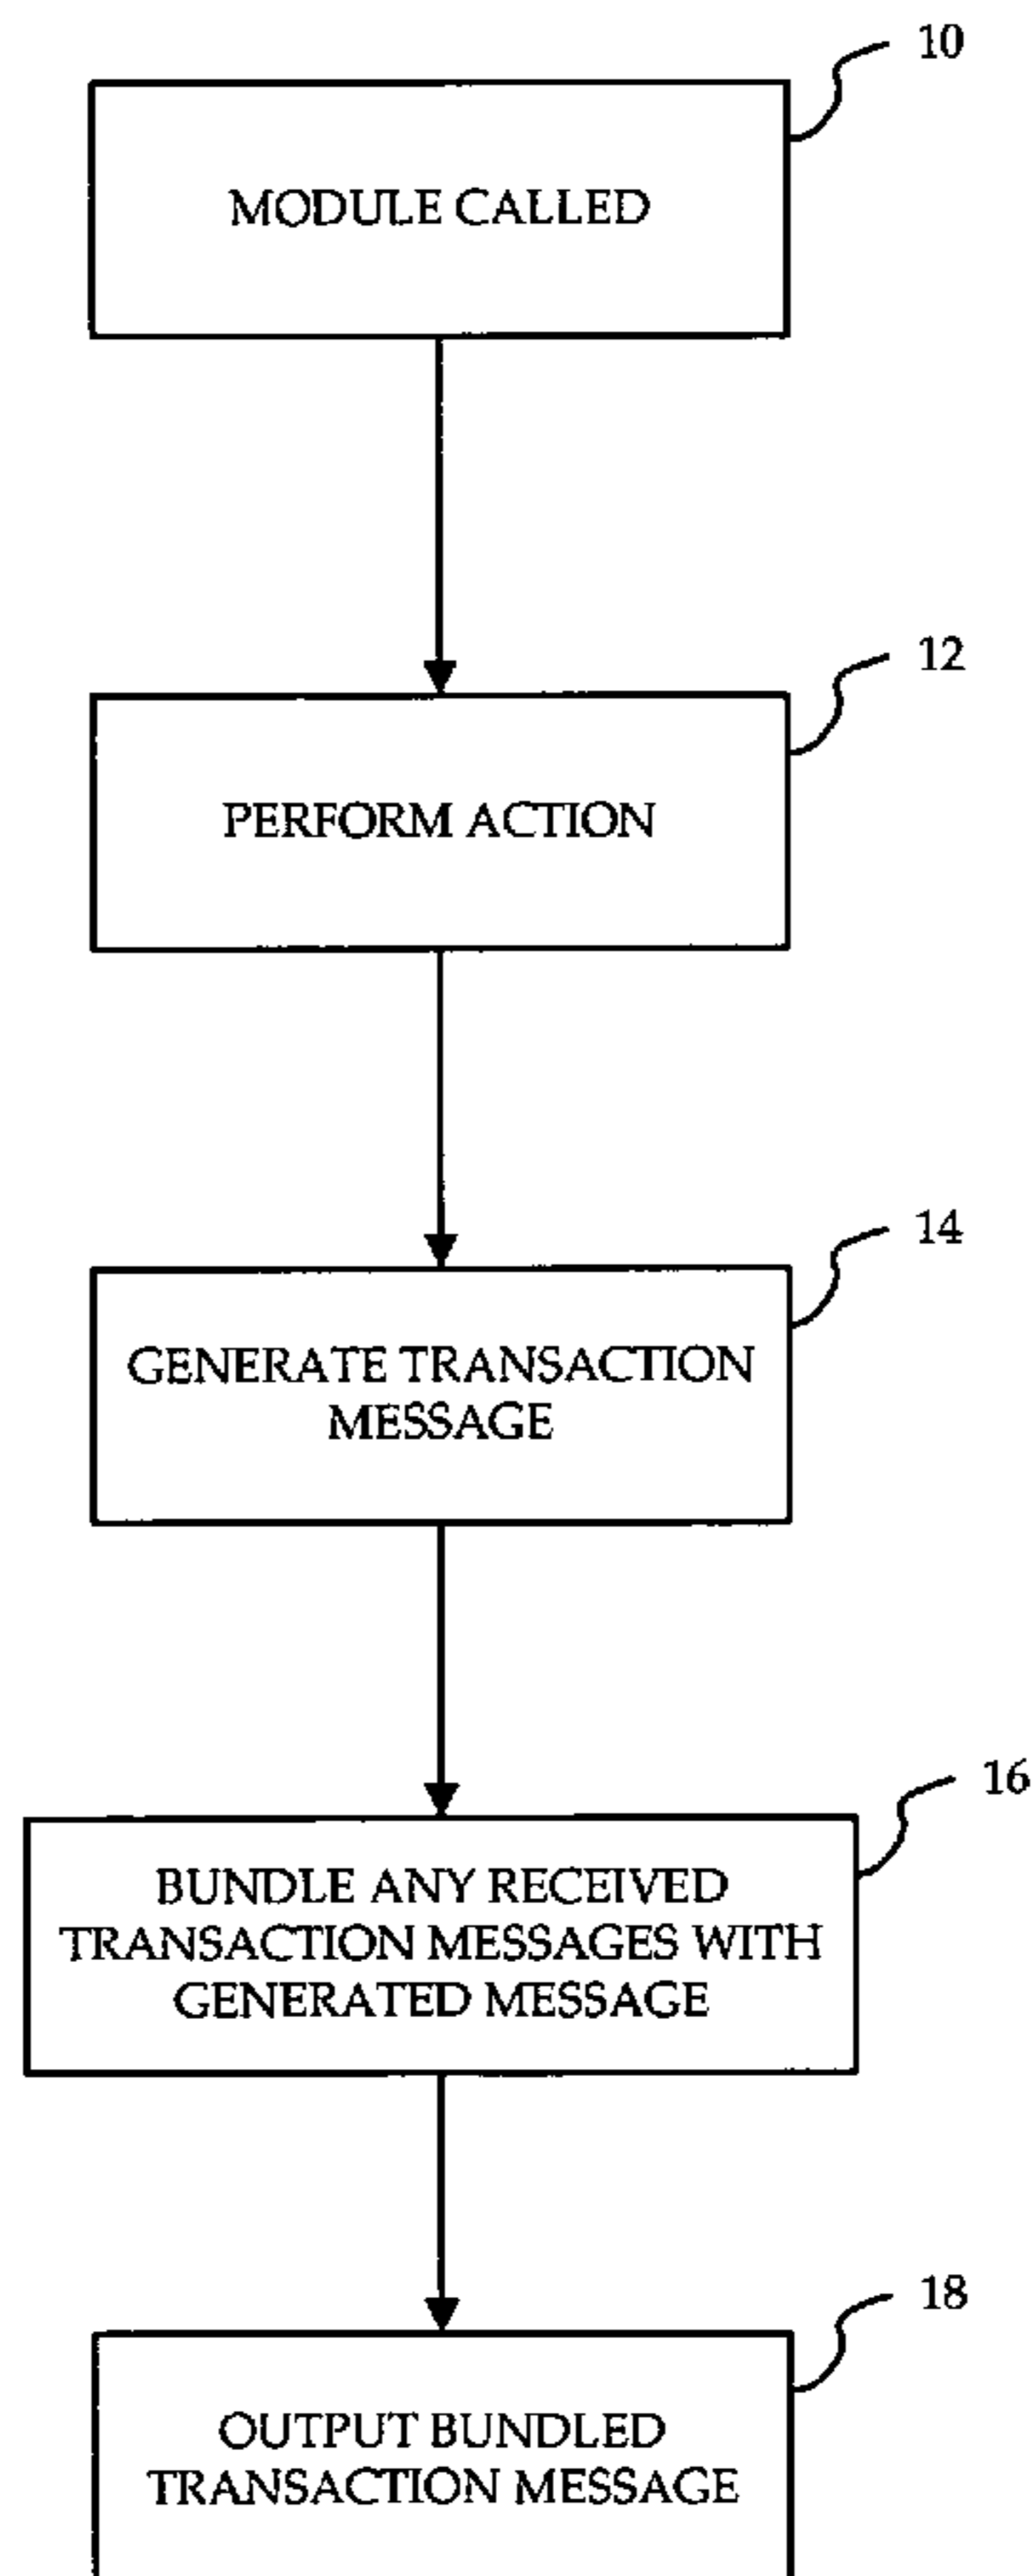 10
MODULE CALLED
12
PERFORM ACTION
14
GENERATE TRANSACTION
MESSAGE
16
BUNDLE ANY RECEIVED
TRANSACTION MESSAGES WITH
GENERATED MESSAGE
18
OUTPUT BUNDLED
TRANSACTION MESSAGE